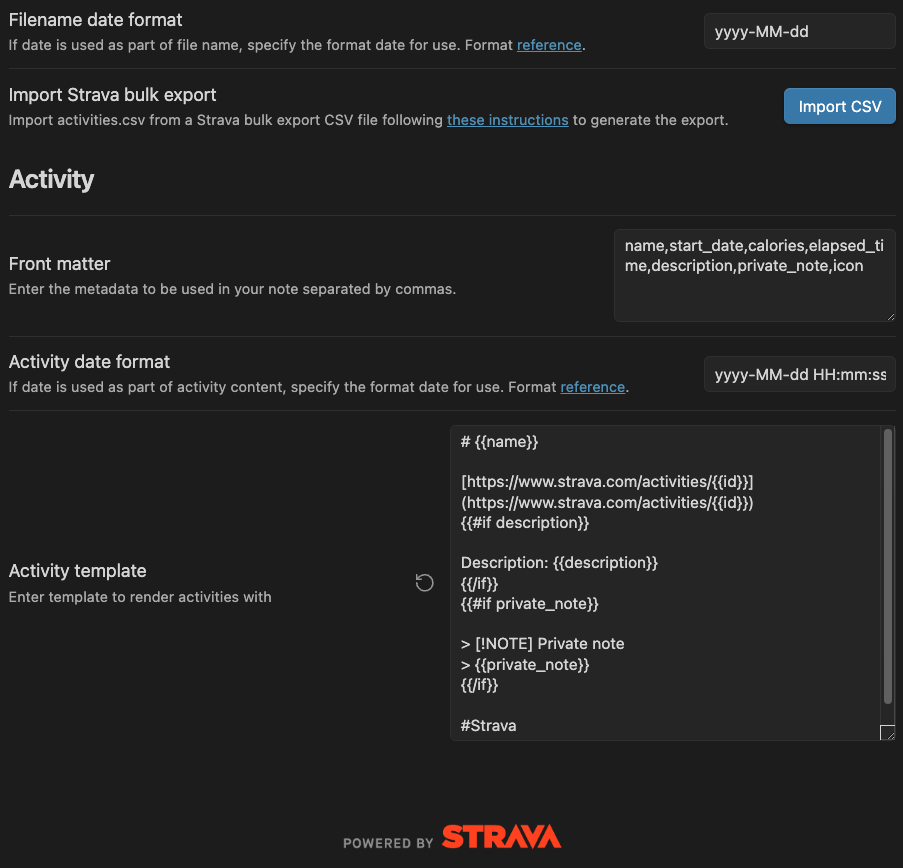 Filename date format
If date is used as part of file name, specify the format date for use. Format reference.
yyyy-MM-dd
Import Strava bulk export
Import activities.csv from a Strava bulk export CSV file following these instructions to generate the export.
Import CSV
Activity
Front matter
Enter the metadata to be used in your note separated by commas.
name,start_date,calories,elapsed_ti
me,description,private_note,icon
Activity date format
If date is used as part of activity content, specify the format date for use. Format reference.
yyyy-MM-dd HH:mm:ss
Activity template
Enter template to render activities with
# {{name}}
[https://www.strava.com/activities/{{id}}]
(https://www.strava.com/activities/{{id}})
{{#if description}}
Description: {{description}}
{{/if}}
{{#if private_note}}
> [!NOTE] Private note
> {{private_note}}
{{/if}}
#Strava
POWERED BY STRAVA